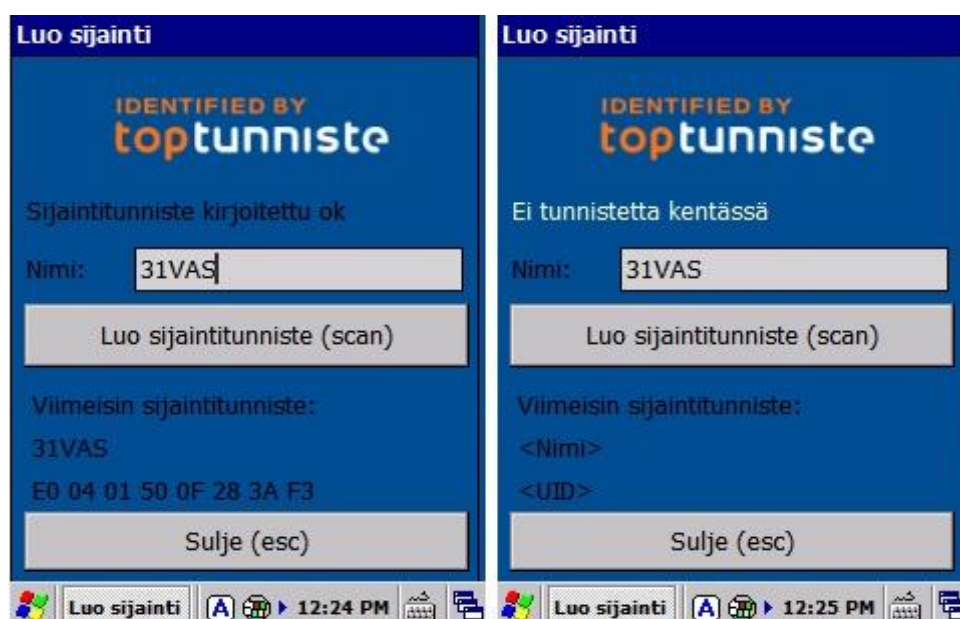 Luo sijainti
IDENTIFIED BY
toptunniste
Sijaintitunniste kirjoitettu ok
Nimi: 31VAS
Luo sijaintitunniste (scan)
Viimeisin sijaintitunniste:
31VAS
E0 04 01 50 0F 28 3A F3
Sulje (esc)
Luo sijainti A 12:24 PM
Luo sijainti
IDENTIFIED BY
toptunniste
Ei tunnistetta kentässä
Nimi: 31VAS
Luo sijaintitunniste (scan)
Viimeisin sijaintitunniste:
<Nimi>
<UID>
Sulje (esc)
Luo sijainti A 12:25 PM